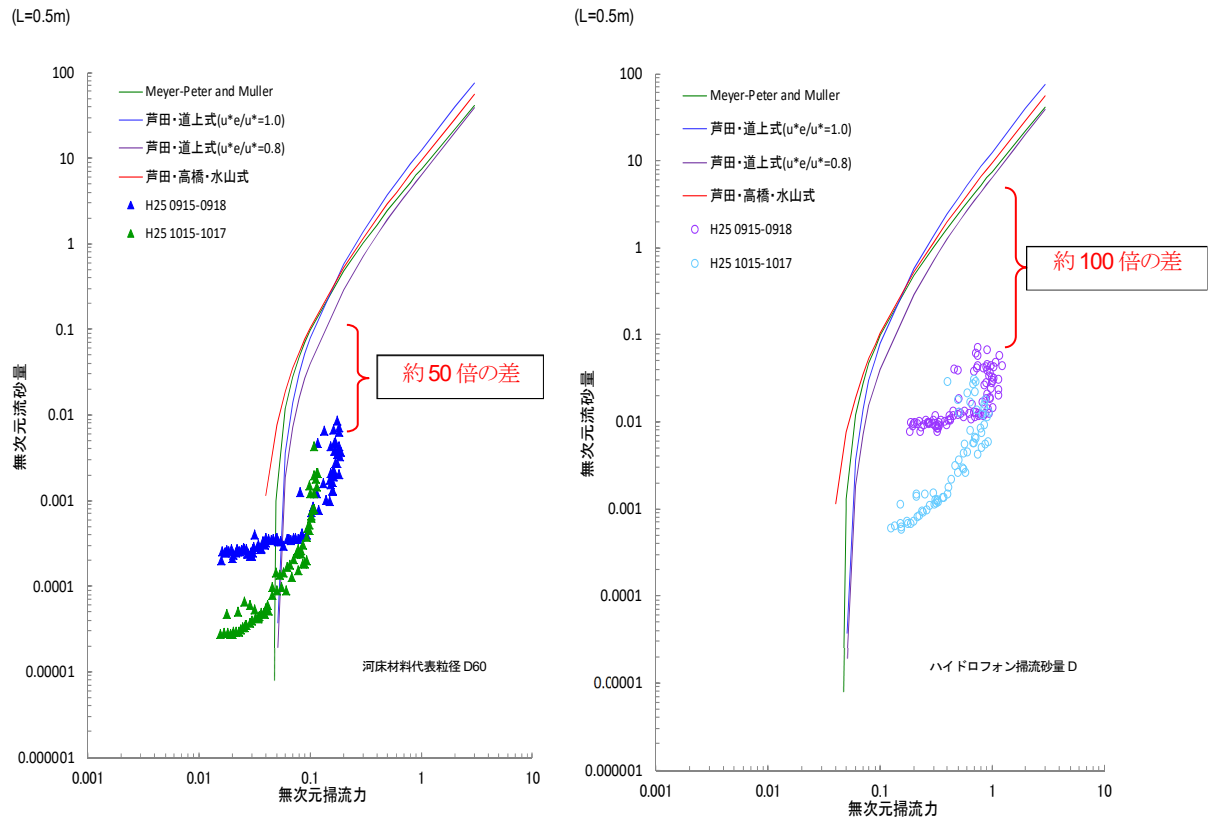 (L=0.5m)
100
10
1
0.1
0.01
0.001
0.0001
0.00001
0.000001
無次元流砂量
Meyer-Peter and Muller
芦田・道上式(u*e/u*=1.0)
芦田・道上式(u*e/u*=0.8)
芦田・高橋・水山式
H25 0915-0918
H25 1015-1017
約 50 倍の差
河床材料代表粒径 D60
0.001
0.01
0.1
1
10
無次元掃流力
(L=0.5m)
100
10
1
0.1
0.01
0.001
0.0001
0.00001
0.000001
無次元流砂量
Meyer-Peter and Muller
芦田・道上式(u*e/u*=1.0)
芦田・道上式(u*e/u*=0.8)
芦田・高橋・水山式
H25 0915-0918
H25 1015-1017
約 100 倍の差
ハイドロフォン掃流砂量 D
0.001
0.01
0.1
1
10
無次元掃流力